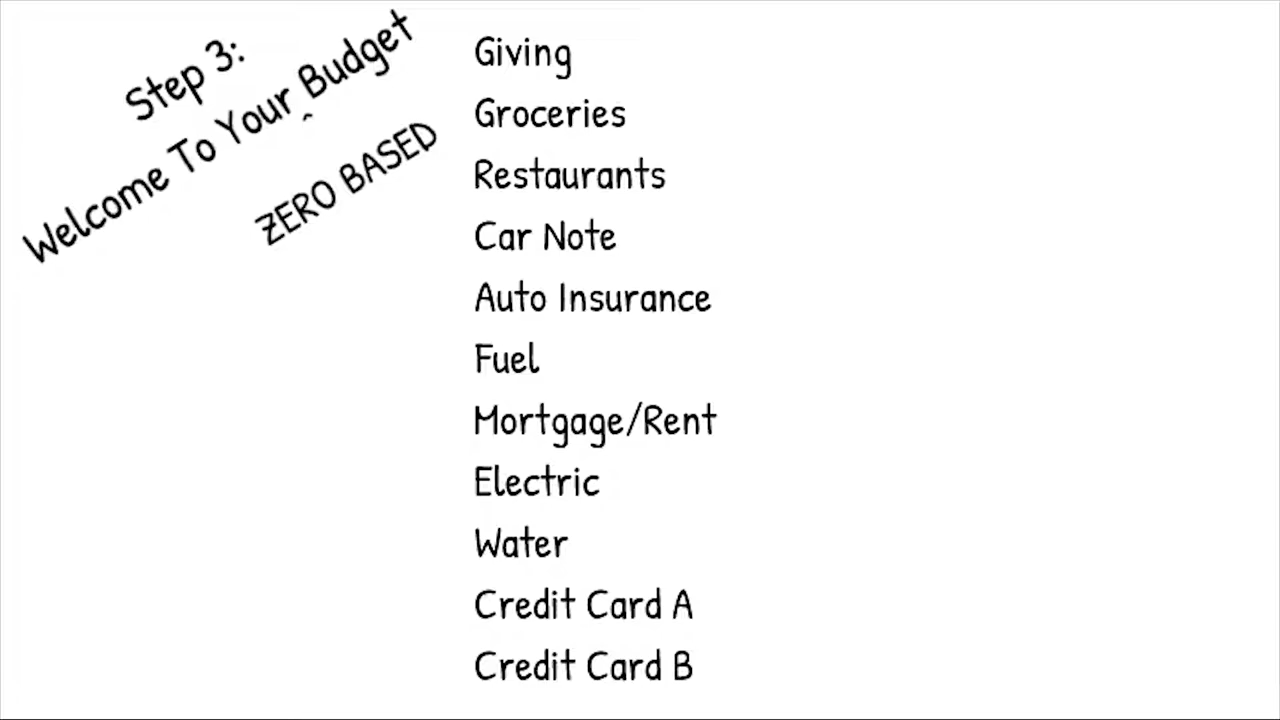 Step 3:
Welcome To Your Budget
^
ZERO BASED
Giving
Groceries
Restaurants
Car Note
Auto Insurance
Fuel
Mortgage/Rent
Electric
Water
Credit Card A
Credit Card B